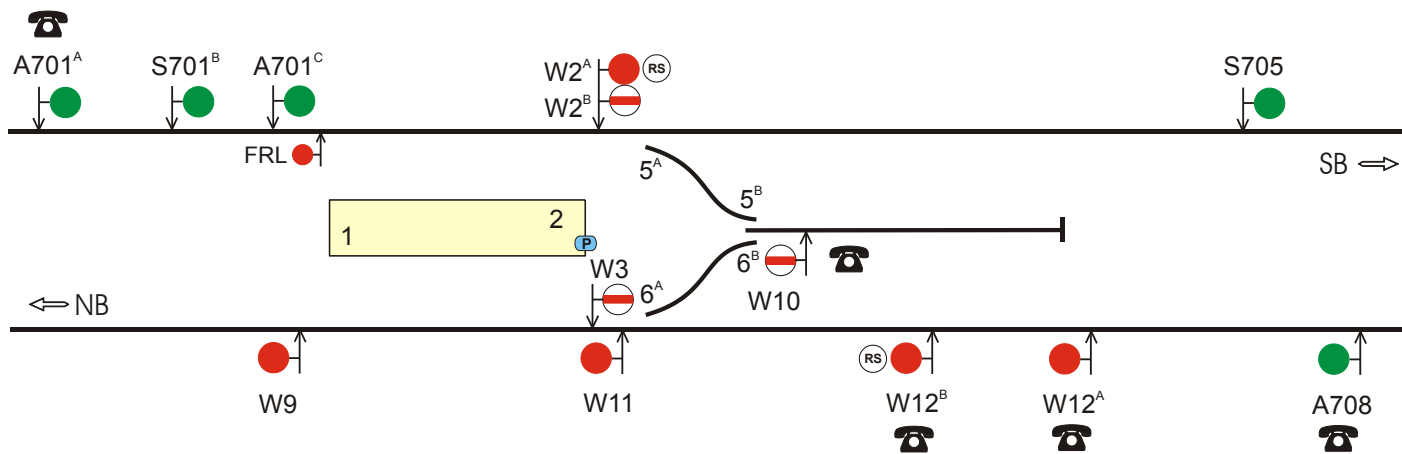 A701ᴬ
S701ᴮ
A701ꟲ
W2ᴬ
RS
W2ᴮ
S705
FRL
SB
5ᴬ
5ᴮ
1
2
P
W3
6ᴬ
6ᴮ
W10
NB
RS
W9
W11
W12ᴮ
W12ᴬ
A708